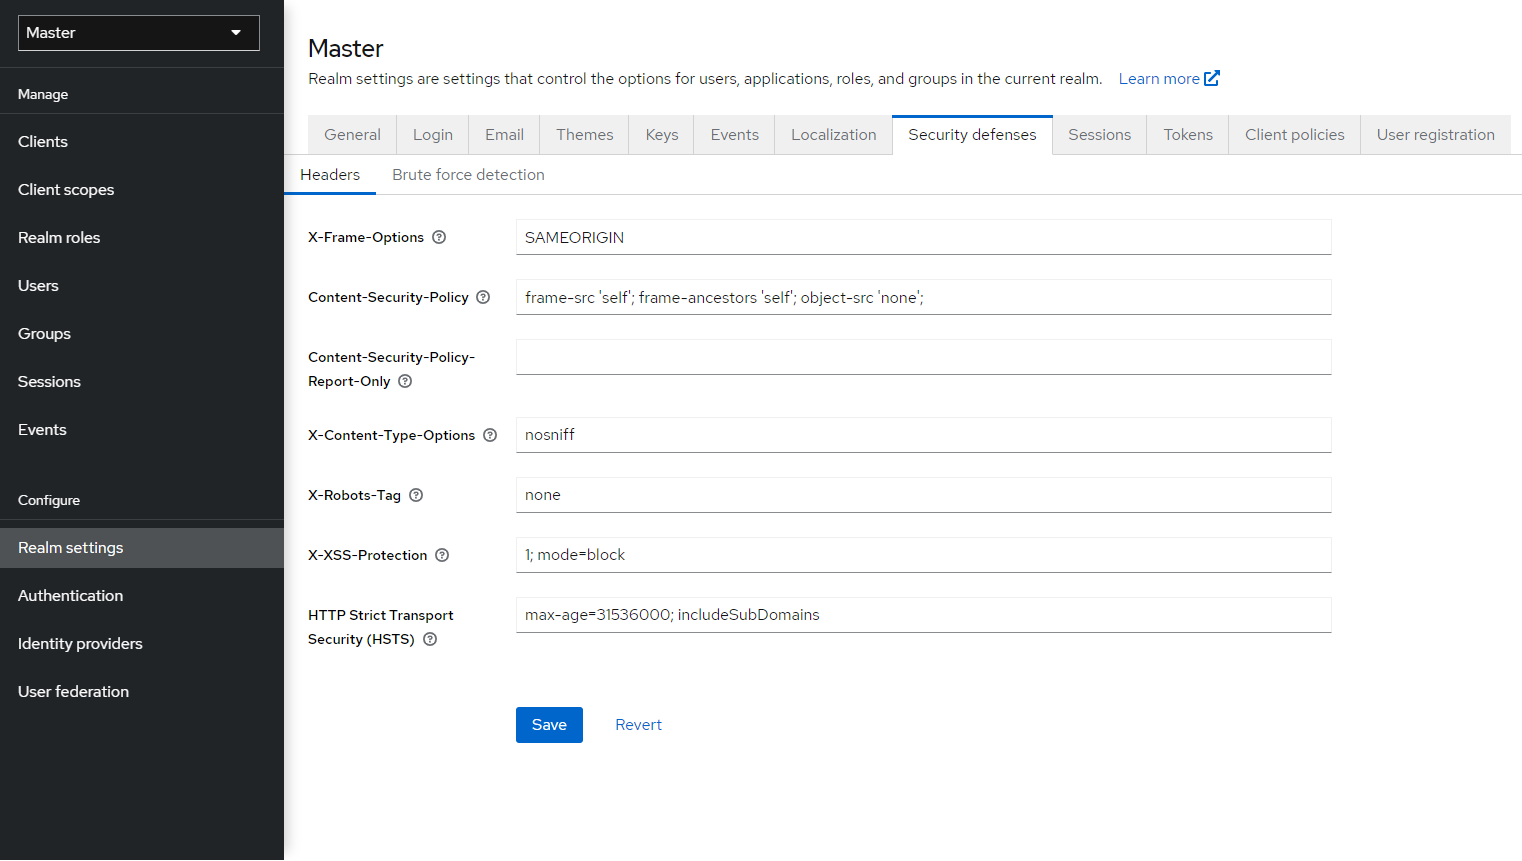 Master
Manage
Clients
Client scopes
Realm roles
Users
Groups
Sessions
Events
Configure
Realm settings
Authentication
Identity providers
User federation
Master
Realm settings are settings that control the options for users, applications, roles, and groups in the current realm. Learn more
General Login Email Themes Keys Events Localization Security defenses Sessions Tokens Client policies User registration
Headers Brute force detection
X-Frame-Options SAMEORIGIN
Content-Security-Policy frame-src 'self'; frame-ancestors 'self'; object-src 'none';
Content-Security-Policy-
Report-Only
X-Content-Type-Options nosniff
X-Robots-Tag none
X-XSS-Protection 1; mode=block
HTTP Strict Transport max-age=31536000; includeSubDomains
Security (HSTS)
Save Revert